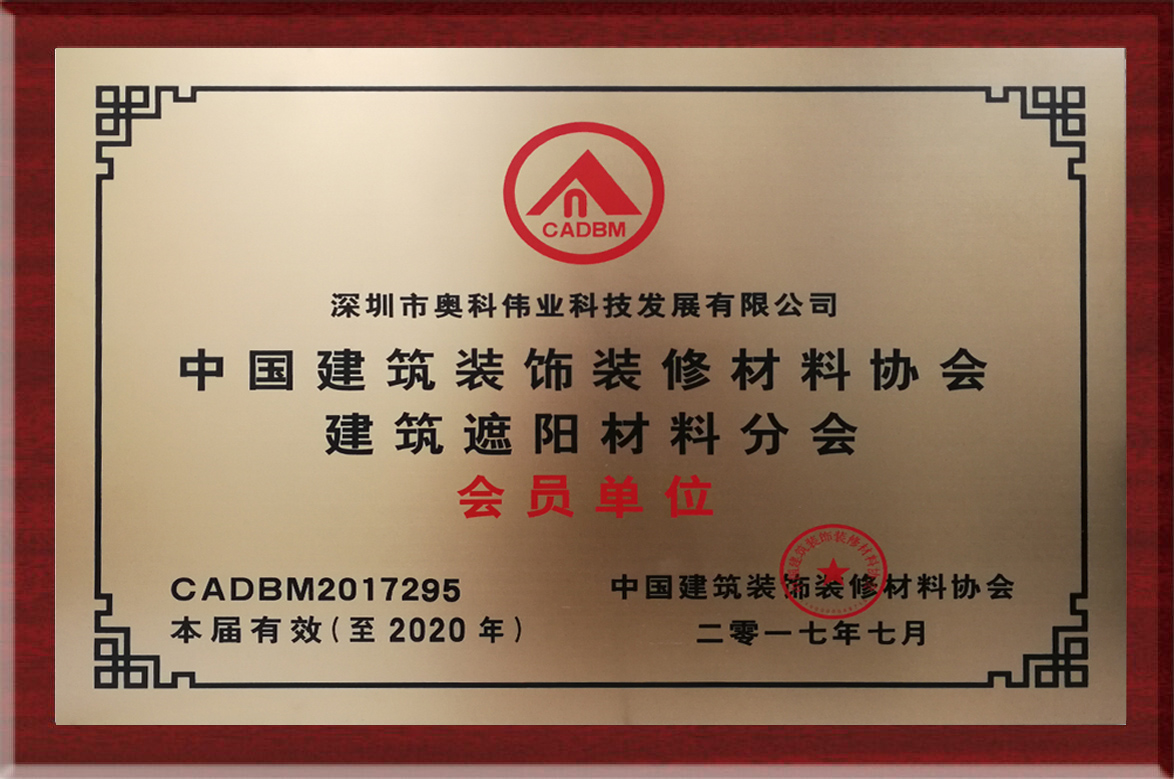 CADBM
深圳市奥科伟业科技发展有限公司
中国建筑装饰装修材料协会
建筑遮阳材料分会
会员单位
CADBM2017295
本届有效(至2020年)
中国建筑装饰装修材料协会
二零一七年七月